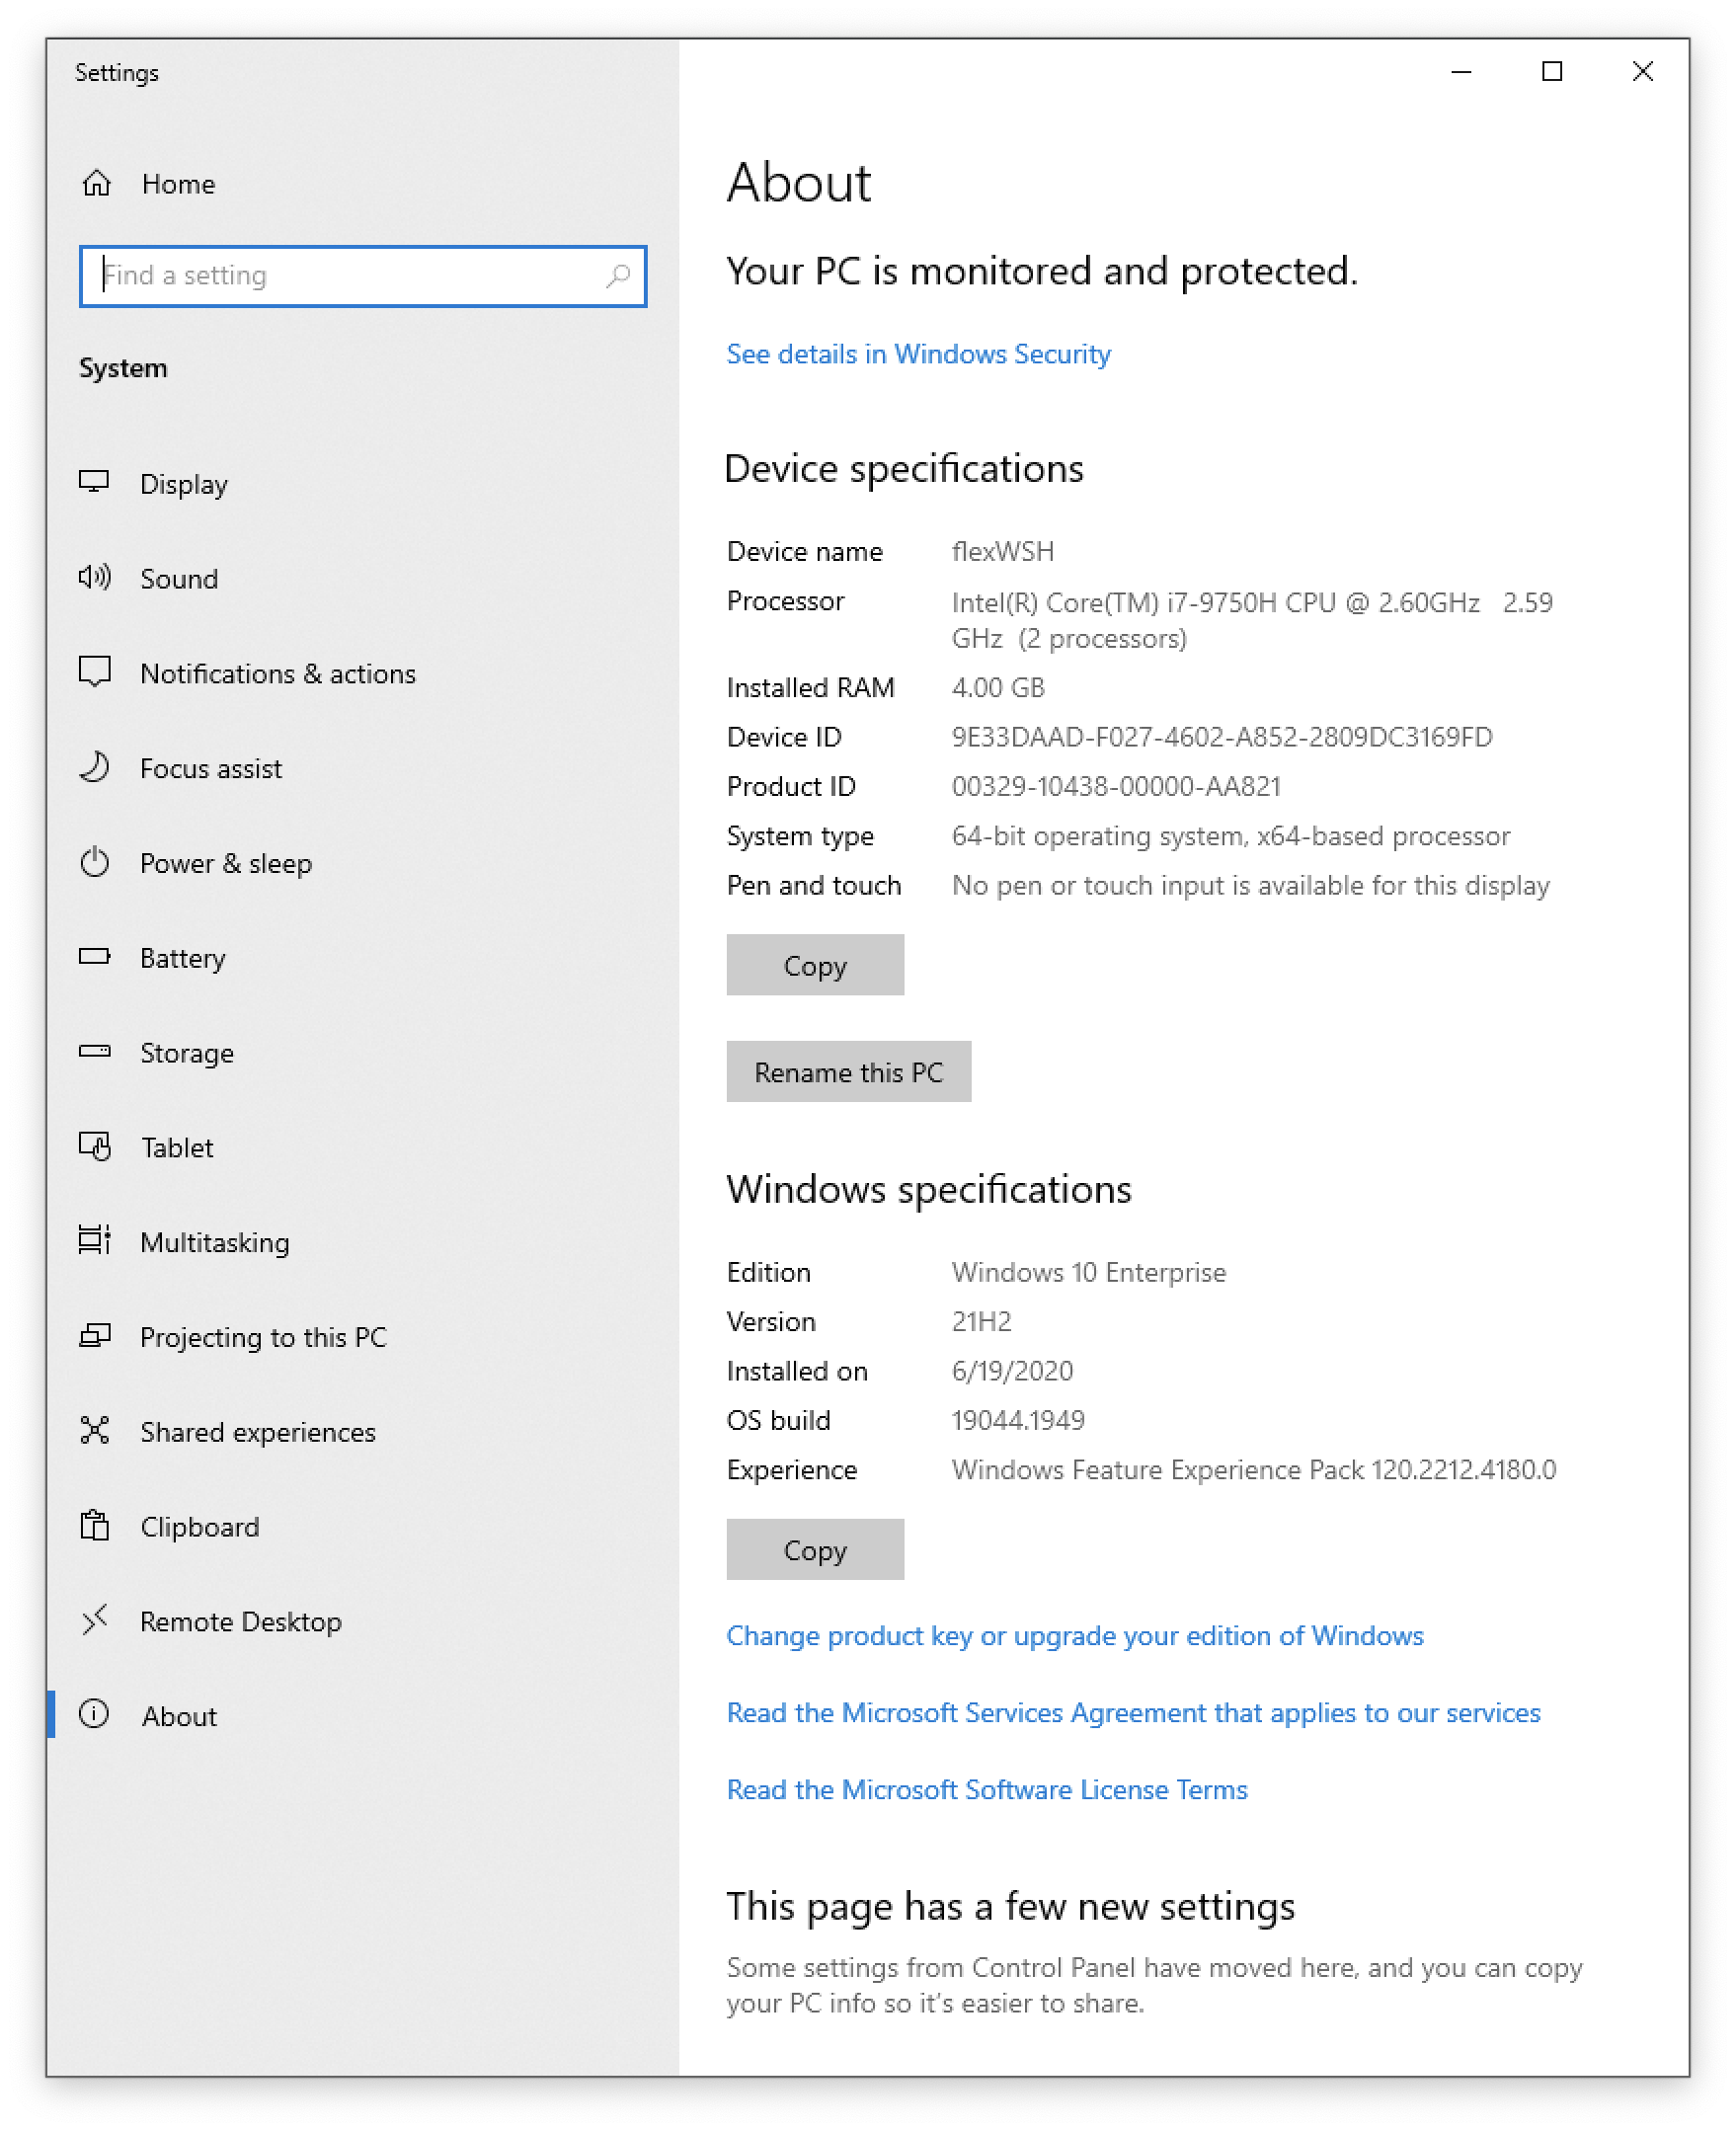 Settings
Home
Find a setting
System
Display
Sound
Notifications & actions
Focus assist
Power & sleep
Battery
Storage
Tablet
Multitasking
Projecting to this PC
Shared experiences
Clipboard
Remote Desktop
About
About
Your PC is monitored and protected.
See details in Windows Security
Device specifications
Device name flexWSH
Processor Intel(R) Core(TM) i7-9750H CPU @ 2.60GHz 2.59
GHz (2 processors)
Installed RAM 4.00 GB
Device ID 9E33DAAD-F027-4602-A852-2809DC3169FD
Product ID 00329-10438-00000-AA821
System type 64-bit operating system, x64-based processor
Pen and touch No pen or touch input is available for this display
Copy
Rename this PC
Windows specifications
Edition Windows 10 Enterprise
Version 21H2
Installed on 6/19/2020
OS build 19044.1949
Experience Windows Feature Experience Pack 120.2212.4180.0
Copy
Change product key or upgrade your edition of Windows
Read the Microsoft Services Agreement that applies to our services
Read the Microsoft Software License Terms
This page has a few new settings
Some settings from Control Panel have moved here, and you can copy
your PC info so it's easier to share.